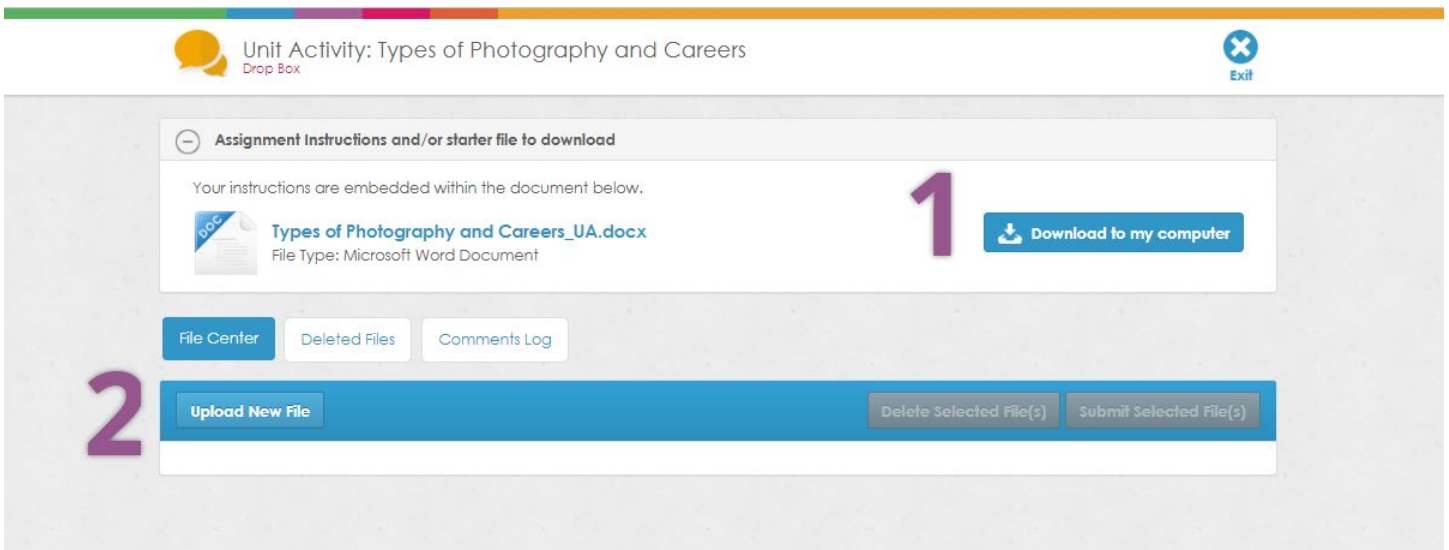 Unit Activity: Types of Photography and Careers
Drop Box
Exit
Assignment Instructions and/or starter file to download
Your instructions are embedded within the document below.
1
DOC
Types of Photography and Careers_UA.docx
File Type: Microsoft Word Document
Download to my computer
File Center
Deleted Files
Comments Log
2
Upload New File
Delete Selected File(s)
Submit Selected File(s)